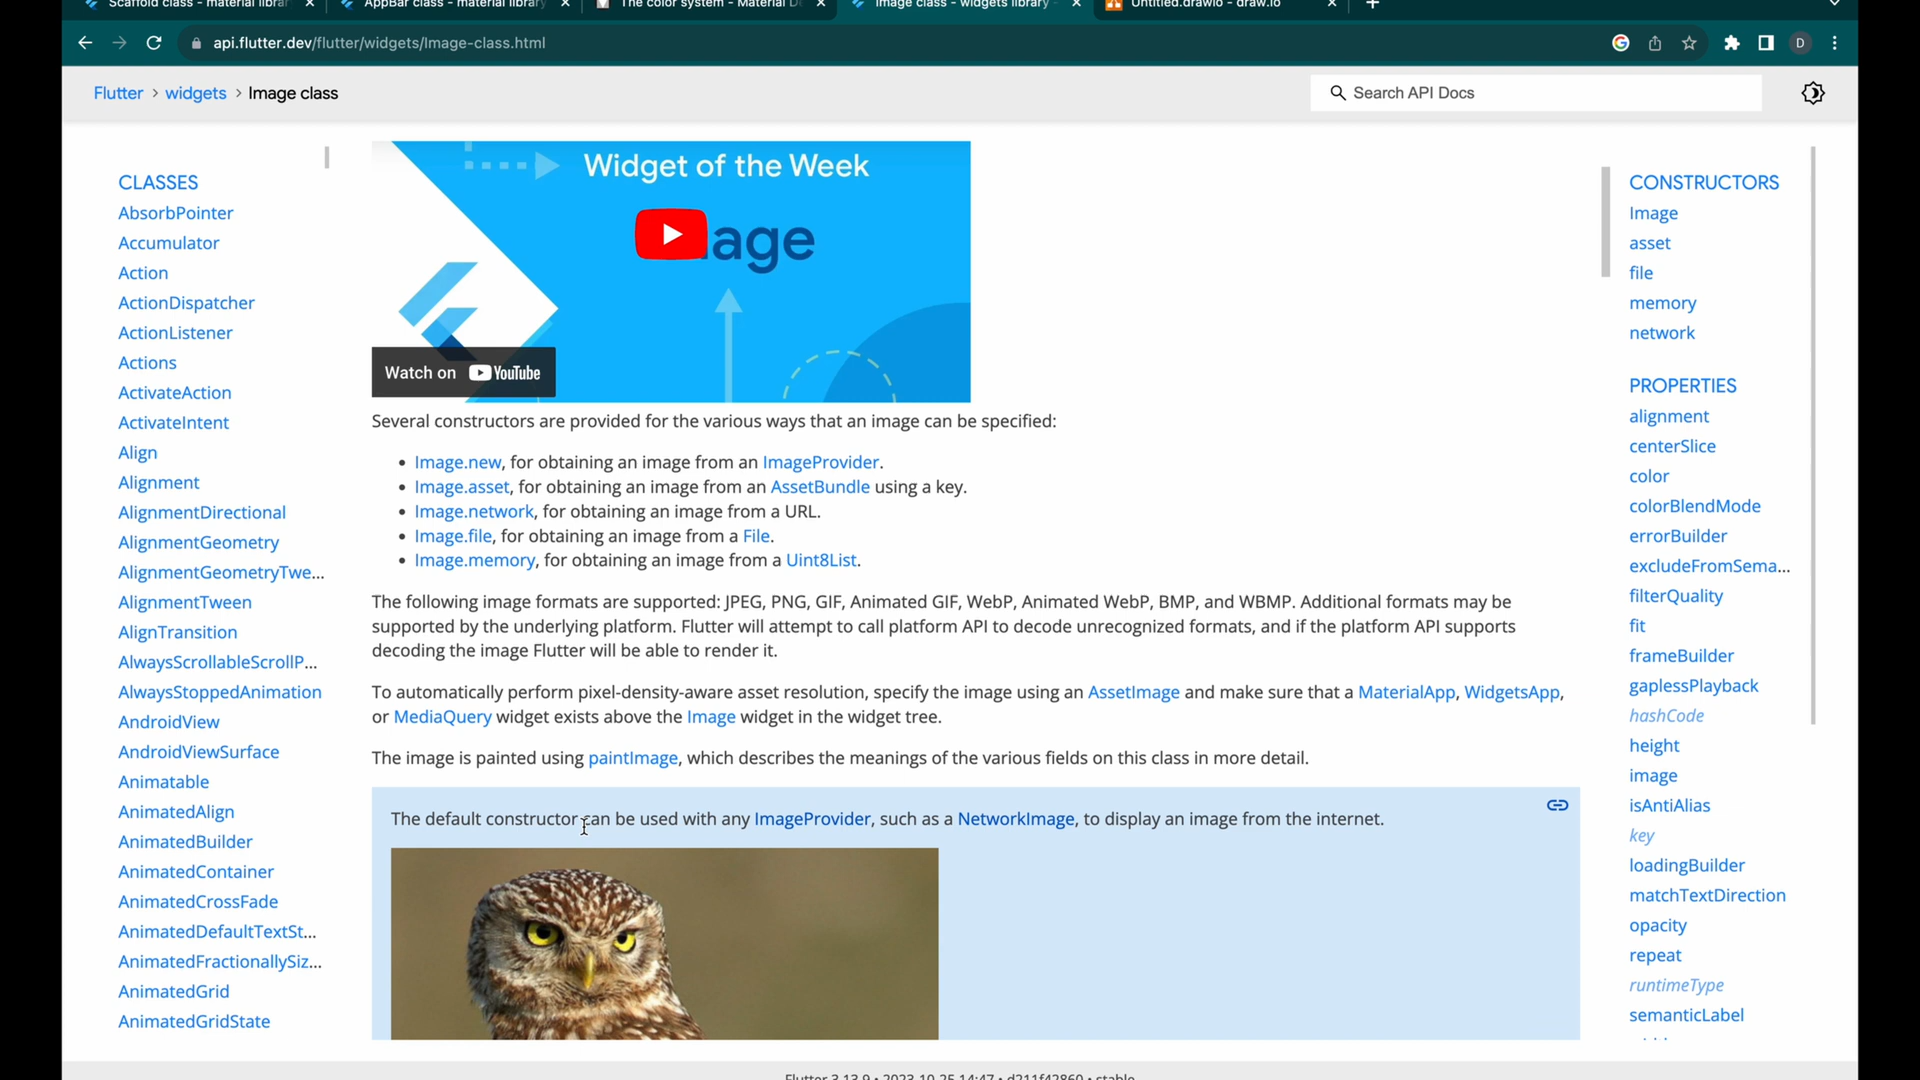 Scaffold class - material librar
AppBar class - material library
The color system - Material D
Image class - widgets library -
Untitled.drawio - draw.io
api.flutter.dev/flutter/widgets/Image-class.html
D
Flutter > widgets > Image class
Search API Docs
CLASSES
AbsorbPointer
Accumulator
Action
ActionDispatcher
ActionListener
Actions
ActivateAction
ActivateIntent
Align
Alignment
AlignmentDirectional
AlignmentGeometry
AlignmentGeometryTwe...
AlignmentTween
AlignTransition
AlwaysScrollableScrollP...
AlwaysStoppedAnimation
AndroidView
AndroidViewSurface
Animatable
AnimatedAlign
AnimatedBuilder
AnimatedContainer
AnimatedCrossFade
AnimatedDefaultTextSt...
AnimatedFractionallySiz...
AnimatedGrid
AnimatedGridState
Widget of the Week
age
Watch on YouTube
Several constructors are provided for the various ways that an image can be specified:
• Image.new, for obtaining an image from an ImageProvider.
• Image.asset, for obtaining an image from an AssetBundle using a key.
• Image.network, for obtaining an image from a URL.
• Image.file, for obtaining an image from a File.
• Image.memory, for obtaining an image from a Uint8List.
The following image formats are supported: JPEG, PNG, GIF, Animated GIF, WebP, Animated WebP, BMP, and WBMP. Additional formats may be
supported by the underlying platform. Flutter will attempt to call platform API to decode unrecognized formats, and if the platform API supports
decoding the image Flutter will be able to render it.
To automatically perform pixel-density-aware asset resolution, specify the image using an AssetImage and make sure that a MaterialApp, WidgetsApp,
or MediaQuery widget exists above the Image widget in the widget tree.
The image is painted using paintImage, which describes the meanings of the various fields on this class in more detail.
The default constructor can be used with any ImageProvider, such as a NetworkImage, to display an image from the internet.
CONSTRUCTORS
Image
asset
file
memory
network
PROPERTIES
alignment
centerSlice
color
colorBlendMode
errorBuilder
excludeFromSema...
filterQuality
fit
frameBuilder
gaplessPlayback
hashCode
height
image
isAntiAlias
key
loadingBuilder
matchTextDirection
opacity
repeat
runtimeType
semanticLabel
Flutter 3.13.9 • 2023-10-25 14:47 • d211f42860 • stable